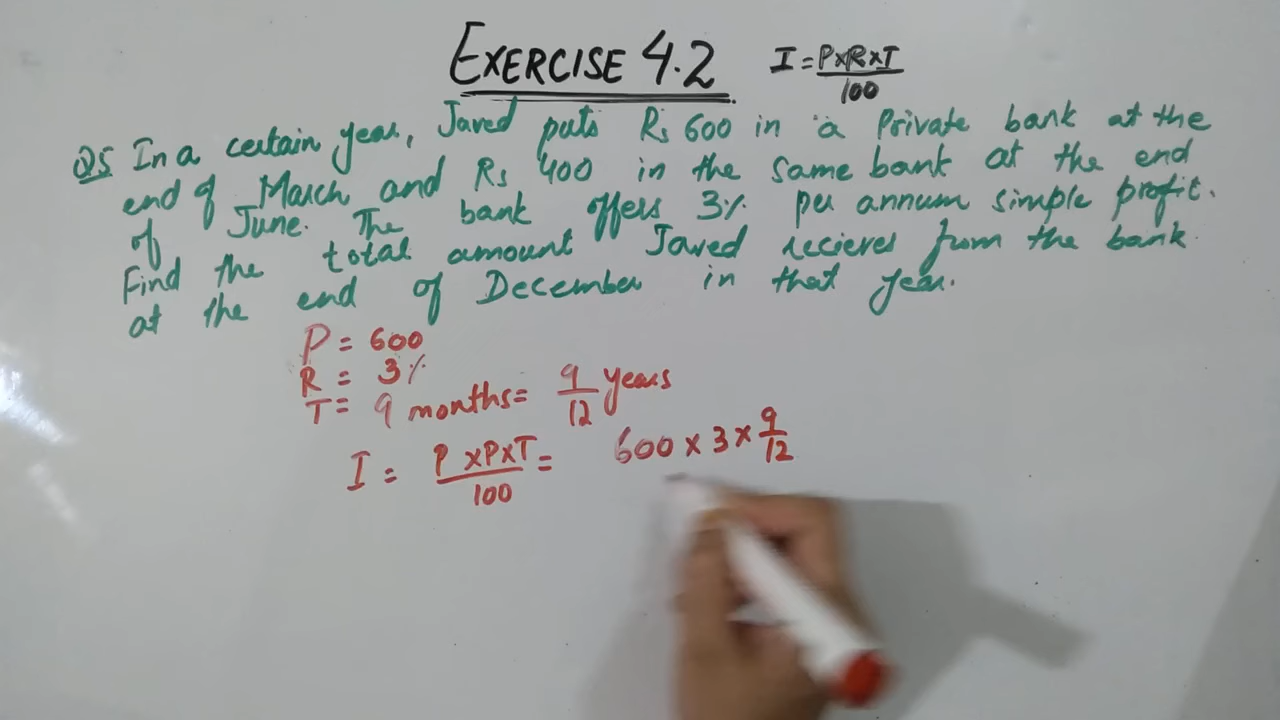 EXERCISE 4.2 I = P×R×T / 100
Q5 In a certain year, Javed puts Rs 600 in a Private bank at the
end of March and Rs 400 in the same bank at the end
of June. The bank offers 3% per annum simple profit.
Find the total amount Javed recieves from the bank
at the end of December in that year.
P = 600
R = 3%
T = 9 months = 9/12 years
I = P×P×T / 100 = 600 × 3 × 9/12